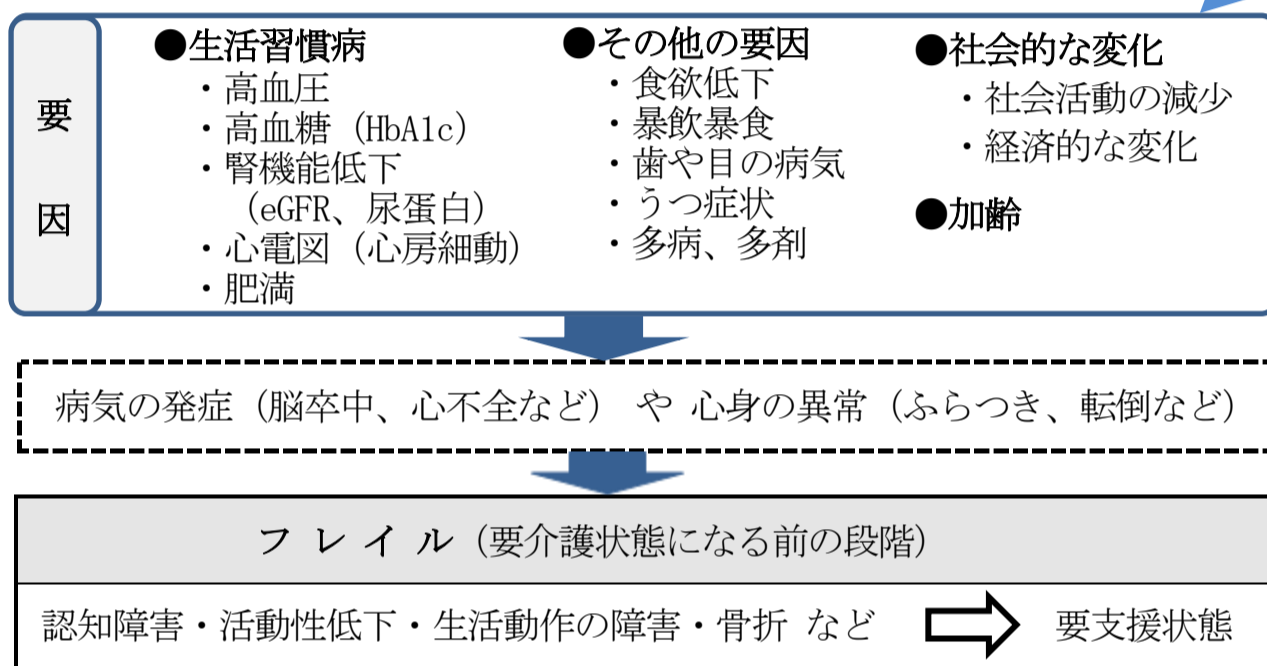 要因
●生活習慣病
・高血圧
・高血糖（HbA1c）
・腎機能低下
（eGFR、尿蛋白）
・心電図（心房細動）
・肥満
●その他の要因
・食欲低下
・暴飲暴食
・歯や目の病気
・うつ症状
・多病、多剤
●社会的な変化
・社会活動の減少
・経済的な変化
●加齢
病気の発症（脳卒中、心不全など） や 心身の異常（ふらつき、転倒など）
フ レ イ ル（要介護状態になる前の段階）
認知障害・活動性低下・生活動作の障害・骨折 など
要支援状態